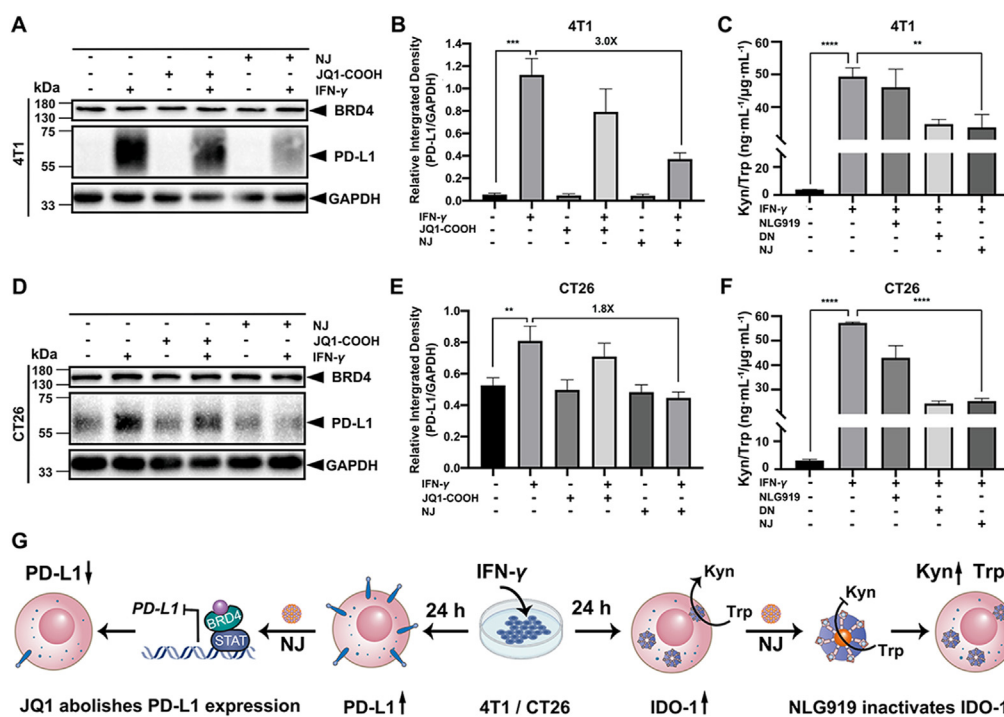 A
- - - - + + NJ
- - + + - - JQ1-COOH
- + - + - + IFN-γ
kDa
180
130
BRD4
75
55
PD-L1
33
GAPDH
4T1
B
4T1
*** 3.0X
Relative Intergrated Density
(PD-L1/GAPDH)
1.4
1.2
1.0
0.8
0.6
0.4
0.2
0.0
IFN-γ - + - + - +
JQ1-COOH - - + + - -
NJ - - - - + +
C
4T1
**** **
Kyn/Trp (ng·mL⁻¹/μg·mL⁻¹)
60
50
40
20
10
0
IFN-γ - + + + +
NLG919 - - + - -
DN - - - + -
NJ - - - - +
D
- - - - + + NJ
- - + + - - JQ1-COOH
- + - + - + IFN-γ
kDa
180
130
BRD4
75
55
PD-L1
33
GAPDH
CT26
E
CT26
** 1.8X
Relative Intergrated Density
(PD-L1/GAPDH)
1.0
0.8
0.6
0.4
0.2
0.0
IFN-γ - + - + - +
JQ1-COOH - - + + - -
NJ - - - - + +
F
CT26
**** ****
Kyn/Trp (ng·mL⁻¹/μg·mL⁻¹)
60
50
40
30
20
10
0
IFN-γ - + + + +
NLG919 - - + - -
DN - - - + -
NJ - - - - +
G
PD-L1
PD-L1
BRD4
STAT
NJ
24 h
IFN-γ
24 h
Kyn
Trp
NJ
Kyn
Trp
Kyn Trp
JQ1 abolishes PD-L1 expression
PD-L1
4T1 / CT26
IDO-1
NLG919 inactivates IDO-1